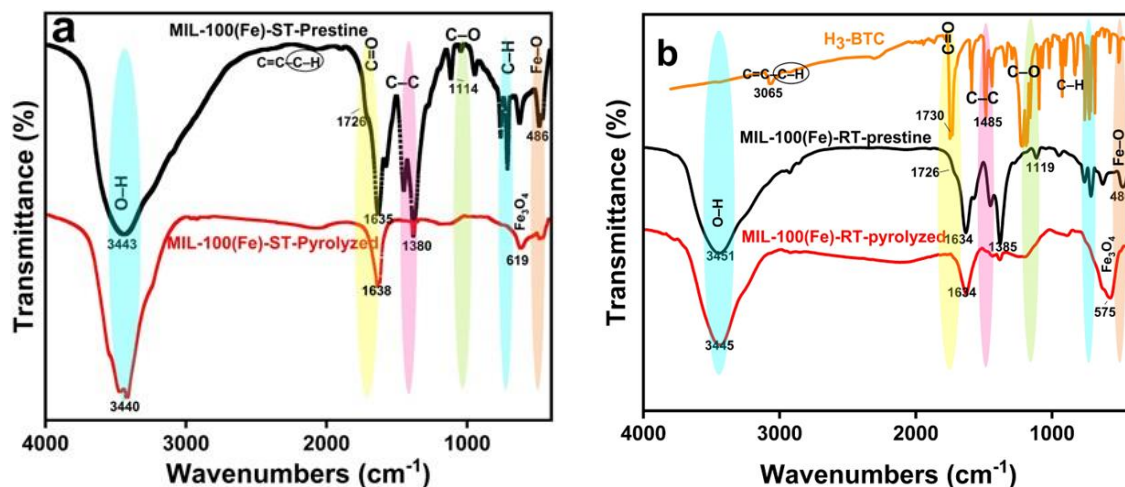 a
MIL-100(Fe)-ST-Prestine
C=C-C-H
C=O
C-C
C-O
C-H
Fe-O
O-H
1726
1114
486
3443
1635
1380
Fe₃O₄
619
MIL-100(Fe)-ST-Pyrolyzed
1638
3440
Transmittance (%)
4000
3000
2000
1000
Wavenumbers (cm⁻¹)
b
H₃-BTC
C=C-C-H
3065
C=O
1730
C-C
1485
C-O
C-H
MIL-100(Fe)-RT-prestine
1726
1119
Fe-O
48
O-H
3451
1634
1385
MIL-100(Fe)-RT-pyrolyzed
Fe₃O₄
1634
575
3445
Transmittance (%)
4000
3000
2000
1000
Wavenumbers (cm⁻¹)